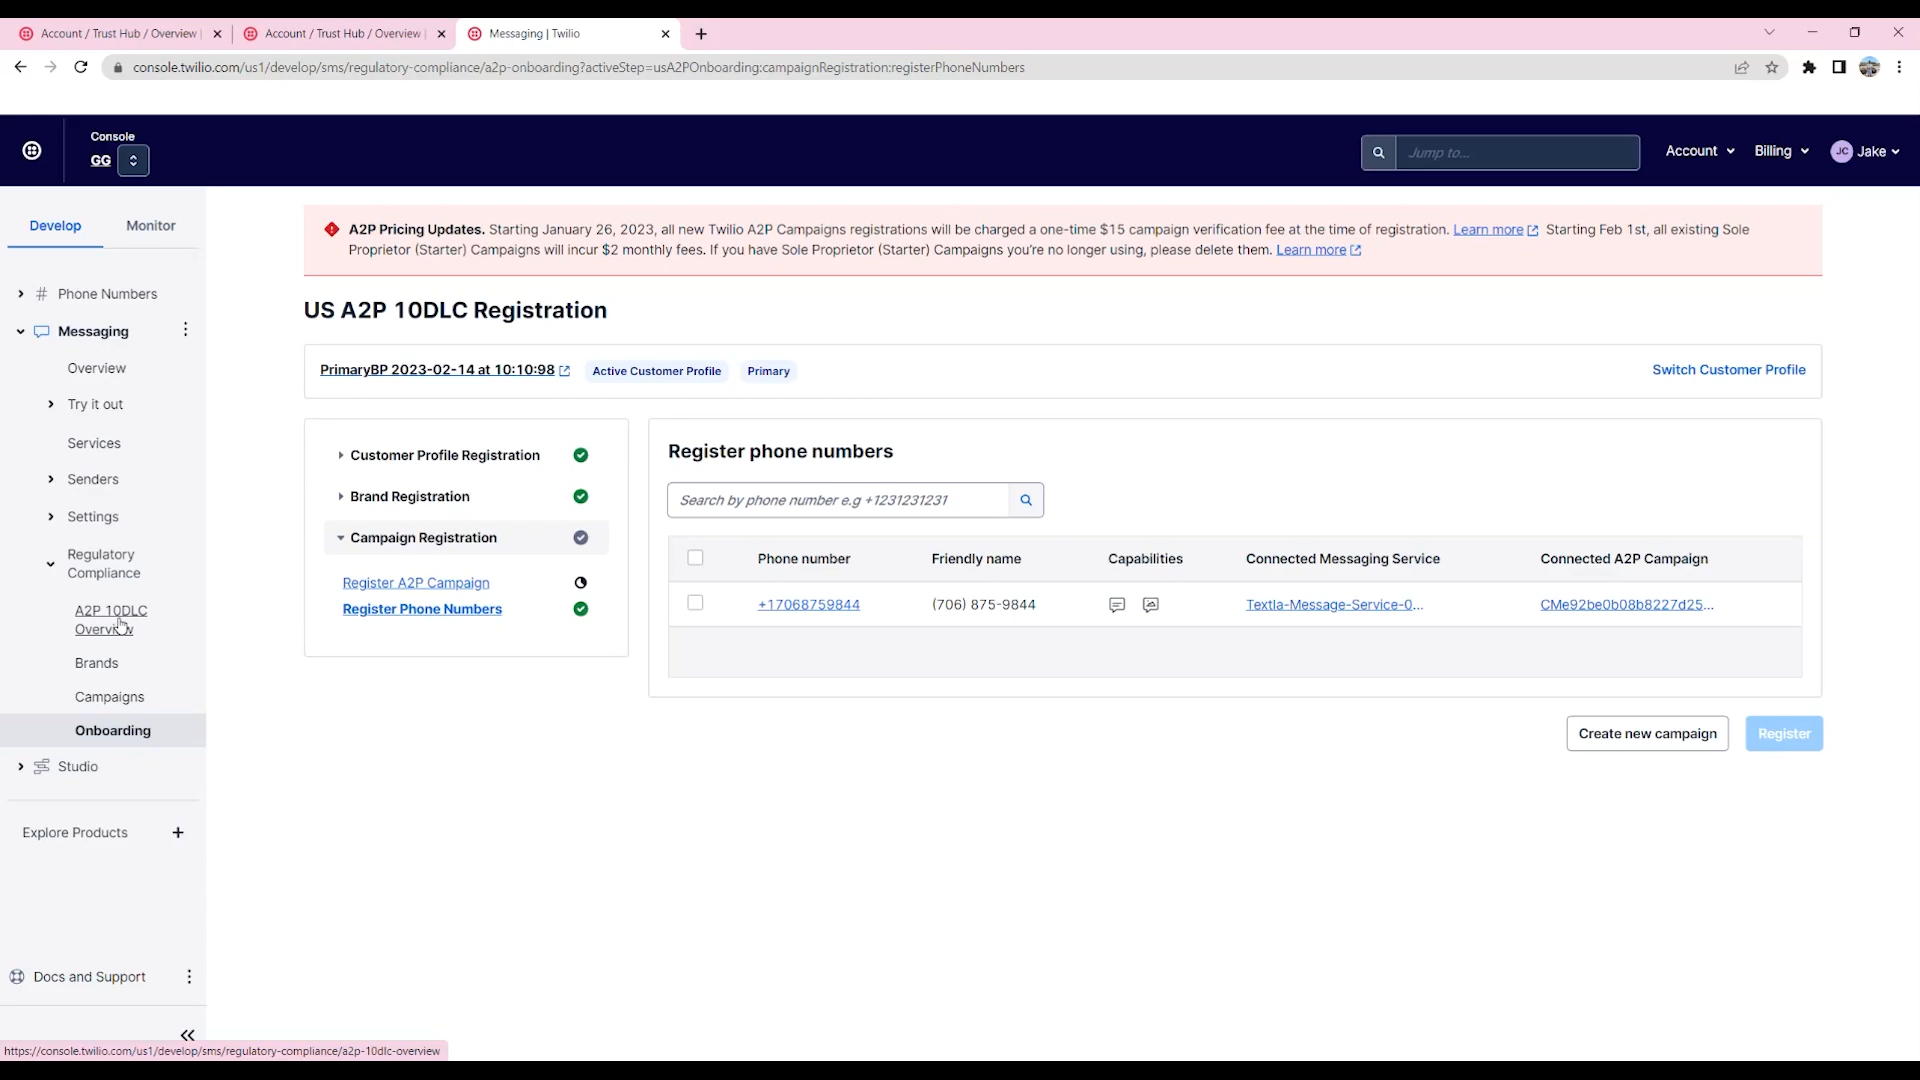 Account / Trust Hub / Overview
Account / Trust Hub / Overview
Messaging | Twilio
console.twilio.com/us1/develop/sms/regulatory-compliance/a2p-onboarding?activeStep=usA2POnboarding:campaignRegistration:registerPhoneNumbers
Console
GG
Jump to...
Account
Billing
JC Jake
Develop
Monitor
A2P Pricing Updates. Starting January 26, 2023, all new Twilio A2P Campaigns registrations will be charged a one-time $15 campaign verification fee at the time of registration. Learn more Starting Feb 1st, all existing Sole
Proprietor (Starter) Campaigns will incur $2 monthly fees. If you have Sole Proprietor (Starter) Campaigns you're no longer using, please delete them. Learn more
# Phone Numbers
Messaging
Overview
Try it out
Services
Senders
Settings
Regulatory
Compliance
A2P 10DLC
Overview
Brands
Campaigns
Onboarding
Studio
Explore Products +
Docs and Support
US A2P 10DLC Registration
PrimaryBP 2023-02-14 at 10:10:98
Active Customer Profile
Primary
Switch Customer Profile
Customer Profile Registration
Brand Registration
Campaign Registration
Register A2P Campaign
Register Phone Numbers
Register phone numbers
Search by phone number e.g +1231231231
Phone number Friendly name Capabilities Connected Messaging Service Connected A2P Campaign
+17068759844 (706) 875-9844 Textla-Message-Service-0... CMe92be0b08b8227d25...
Create new campaign
Register
https://console.twilio.com/us1/develop/sms/regulatory-compliance/a2p-10dlc-overview